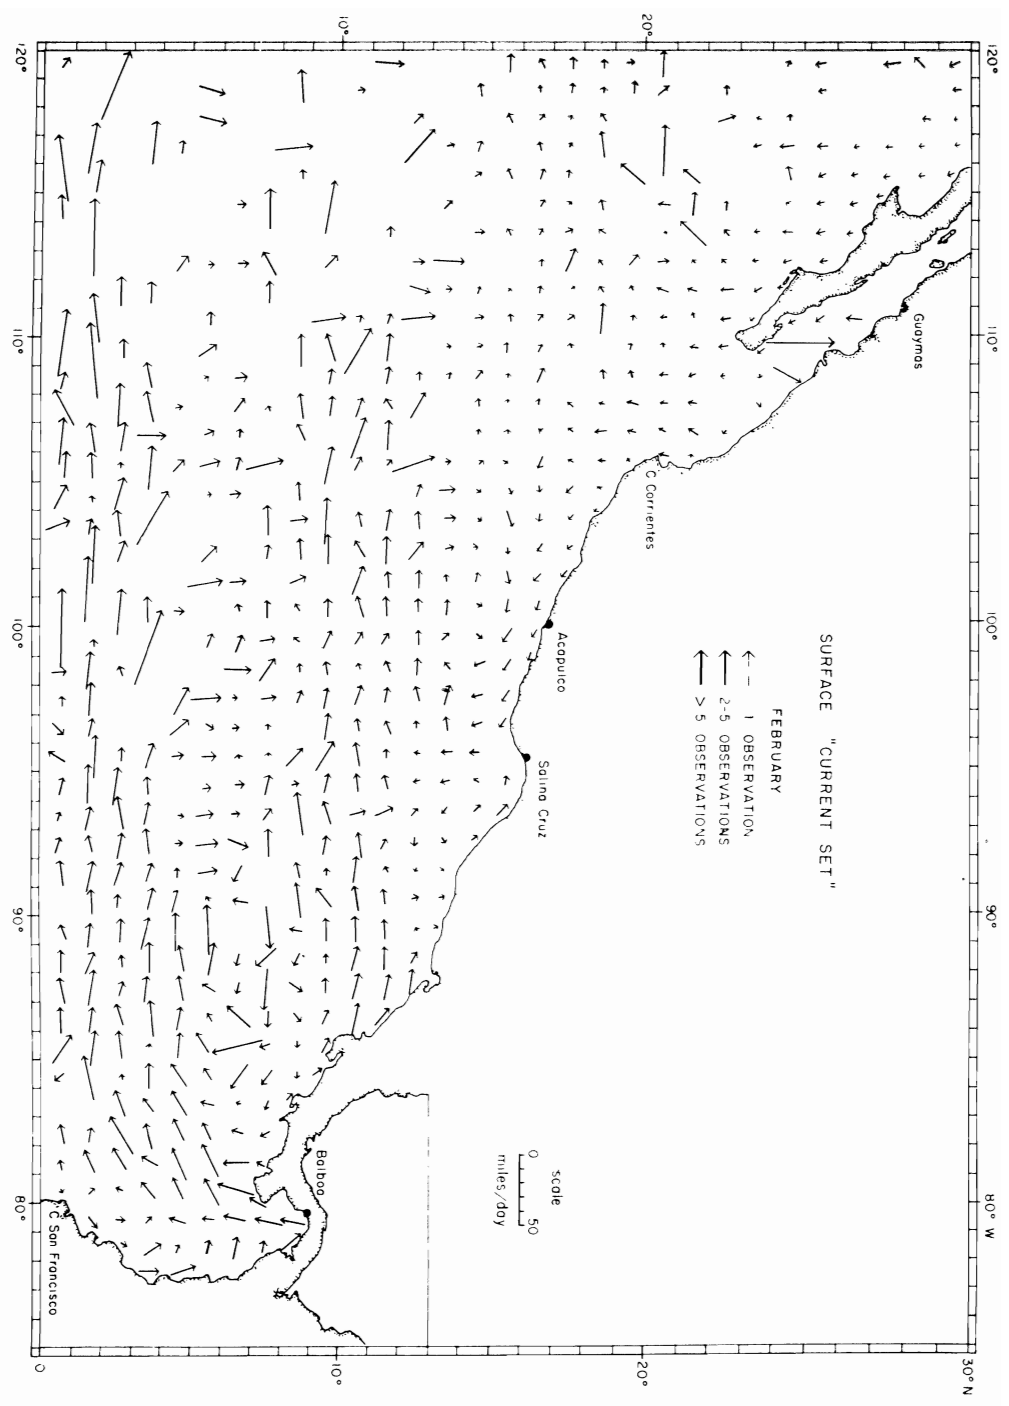 SURFACE "CURRENT SET"
FEBRUARY
1 OBSERVATION
2-5 OBSERVATIONS
> 5 OBSERVATIONS
120°
110°
100°
90°
80° W
30° N
20°
10°
0
120°
110°
100°
90°
80°
20°
10°
Guaymas
C Corrientes
Acapulco
Salina Cruz
Balboa
C San Francisco
scale
0 50
miles/day